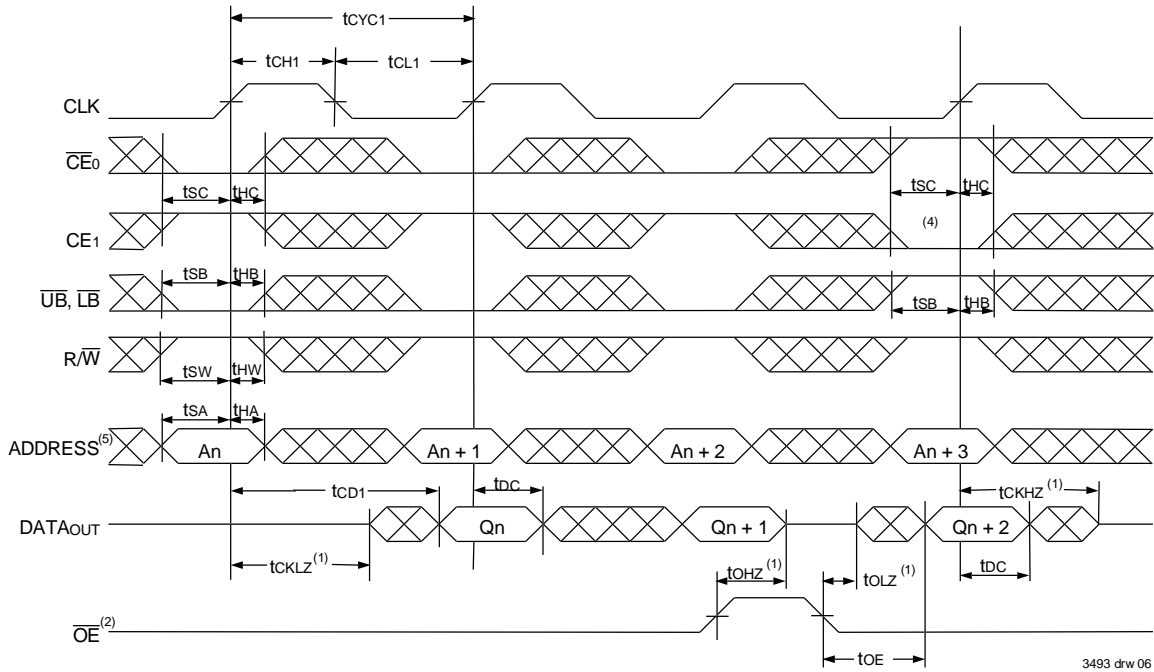 tCYC1
tCH1 tCL1
CLK
CE0
tSC tHC tSC tHC
(4)
CE1
tSB tHB
UB, LB
tSB tHB
R/W
tSW tHW
tSA tHA
ADDRESS(5) An An + 1 An + 2 An + 3
tCD1 tDC tCKHZ(1)
DATAOUT Qn Qn + 1 Qn + 2
tCKLZ(1) tOHZ(1) tOLZ(1) tDC
OE(2)
tOE
3493 drw 06